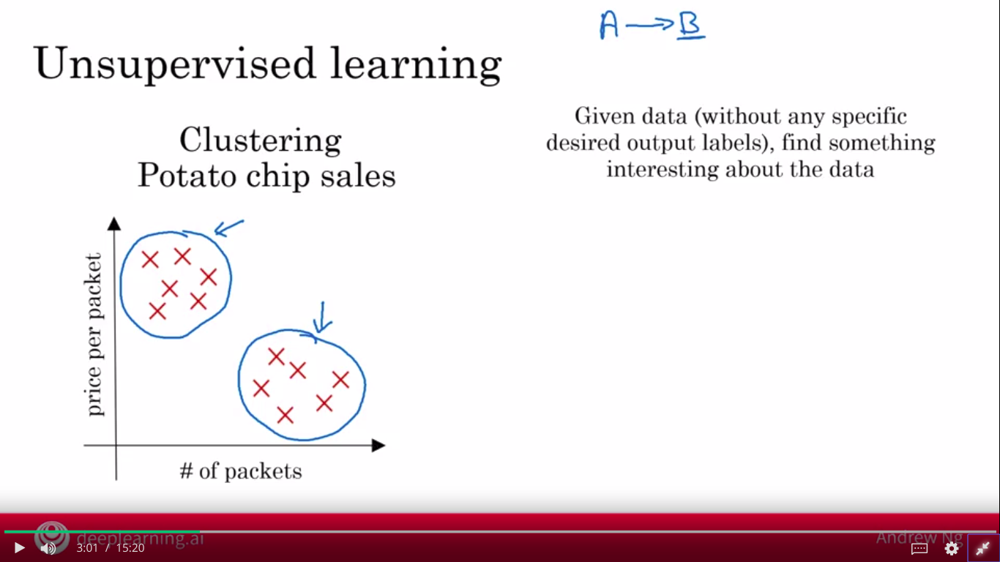 A → B
Unsupervised learning
Clustering
Potato chip sales
Given data (without any specific
desired output labels), find something
interesting about the data
price per packet
# of packets
deeplearning.ai
Andrew Ng
3:01 / 15:20